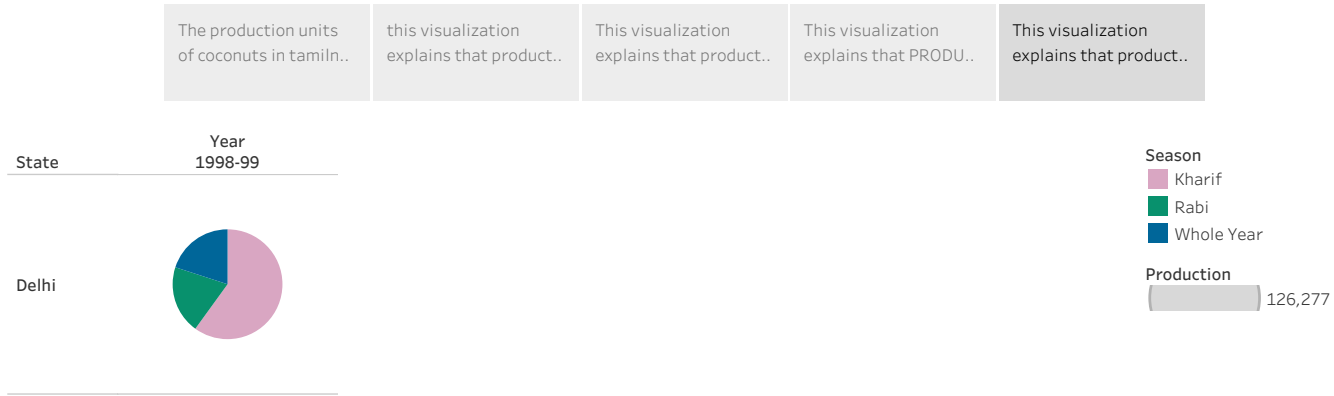 The production units
of coconuts in tamiln..
this visualization
explains that product..
This visualization
explains that product..
This visualization
explains that PRODU..
This visualization
explains that product..
State
Year
1998-99
Delhi
Season
Kharif
Rabi
Whole Year
Production
126,277